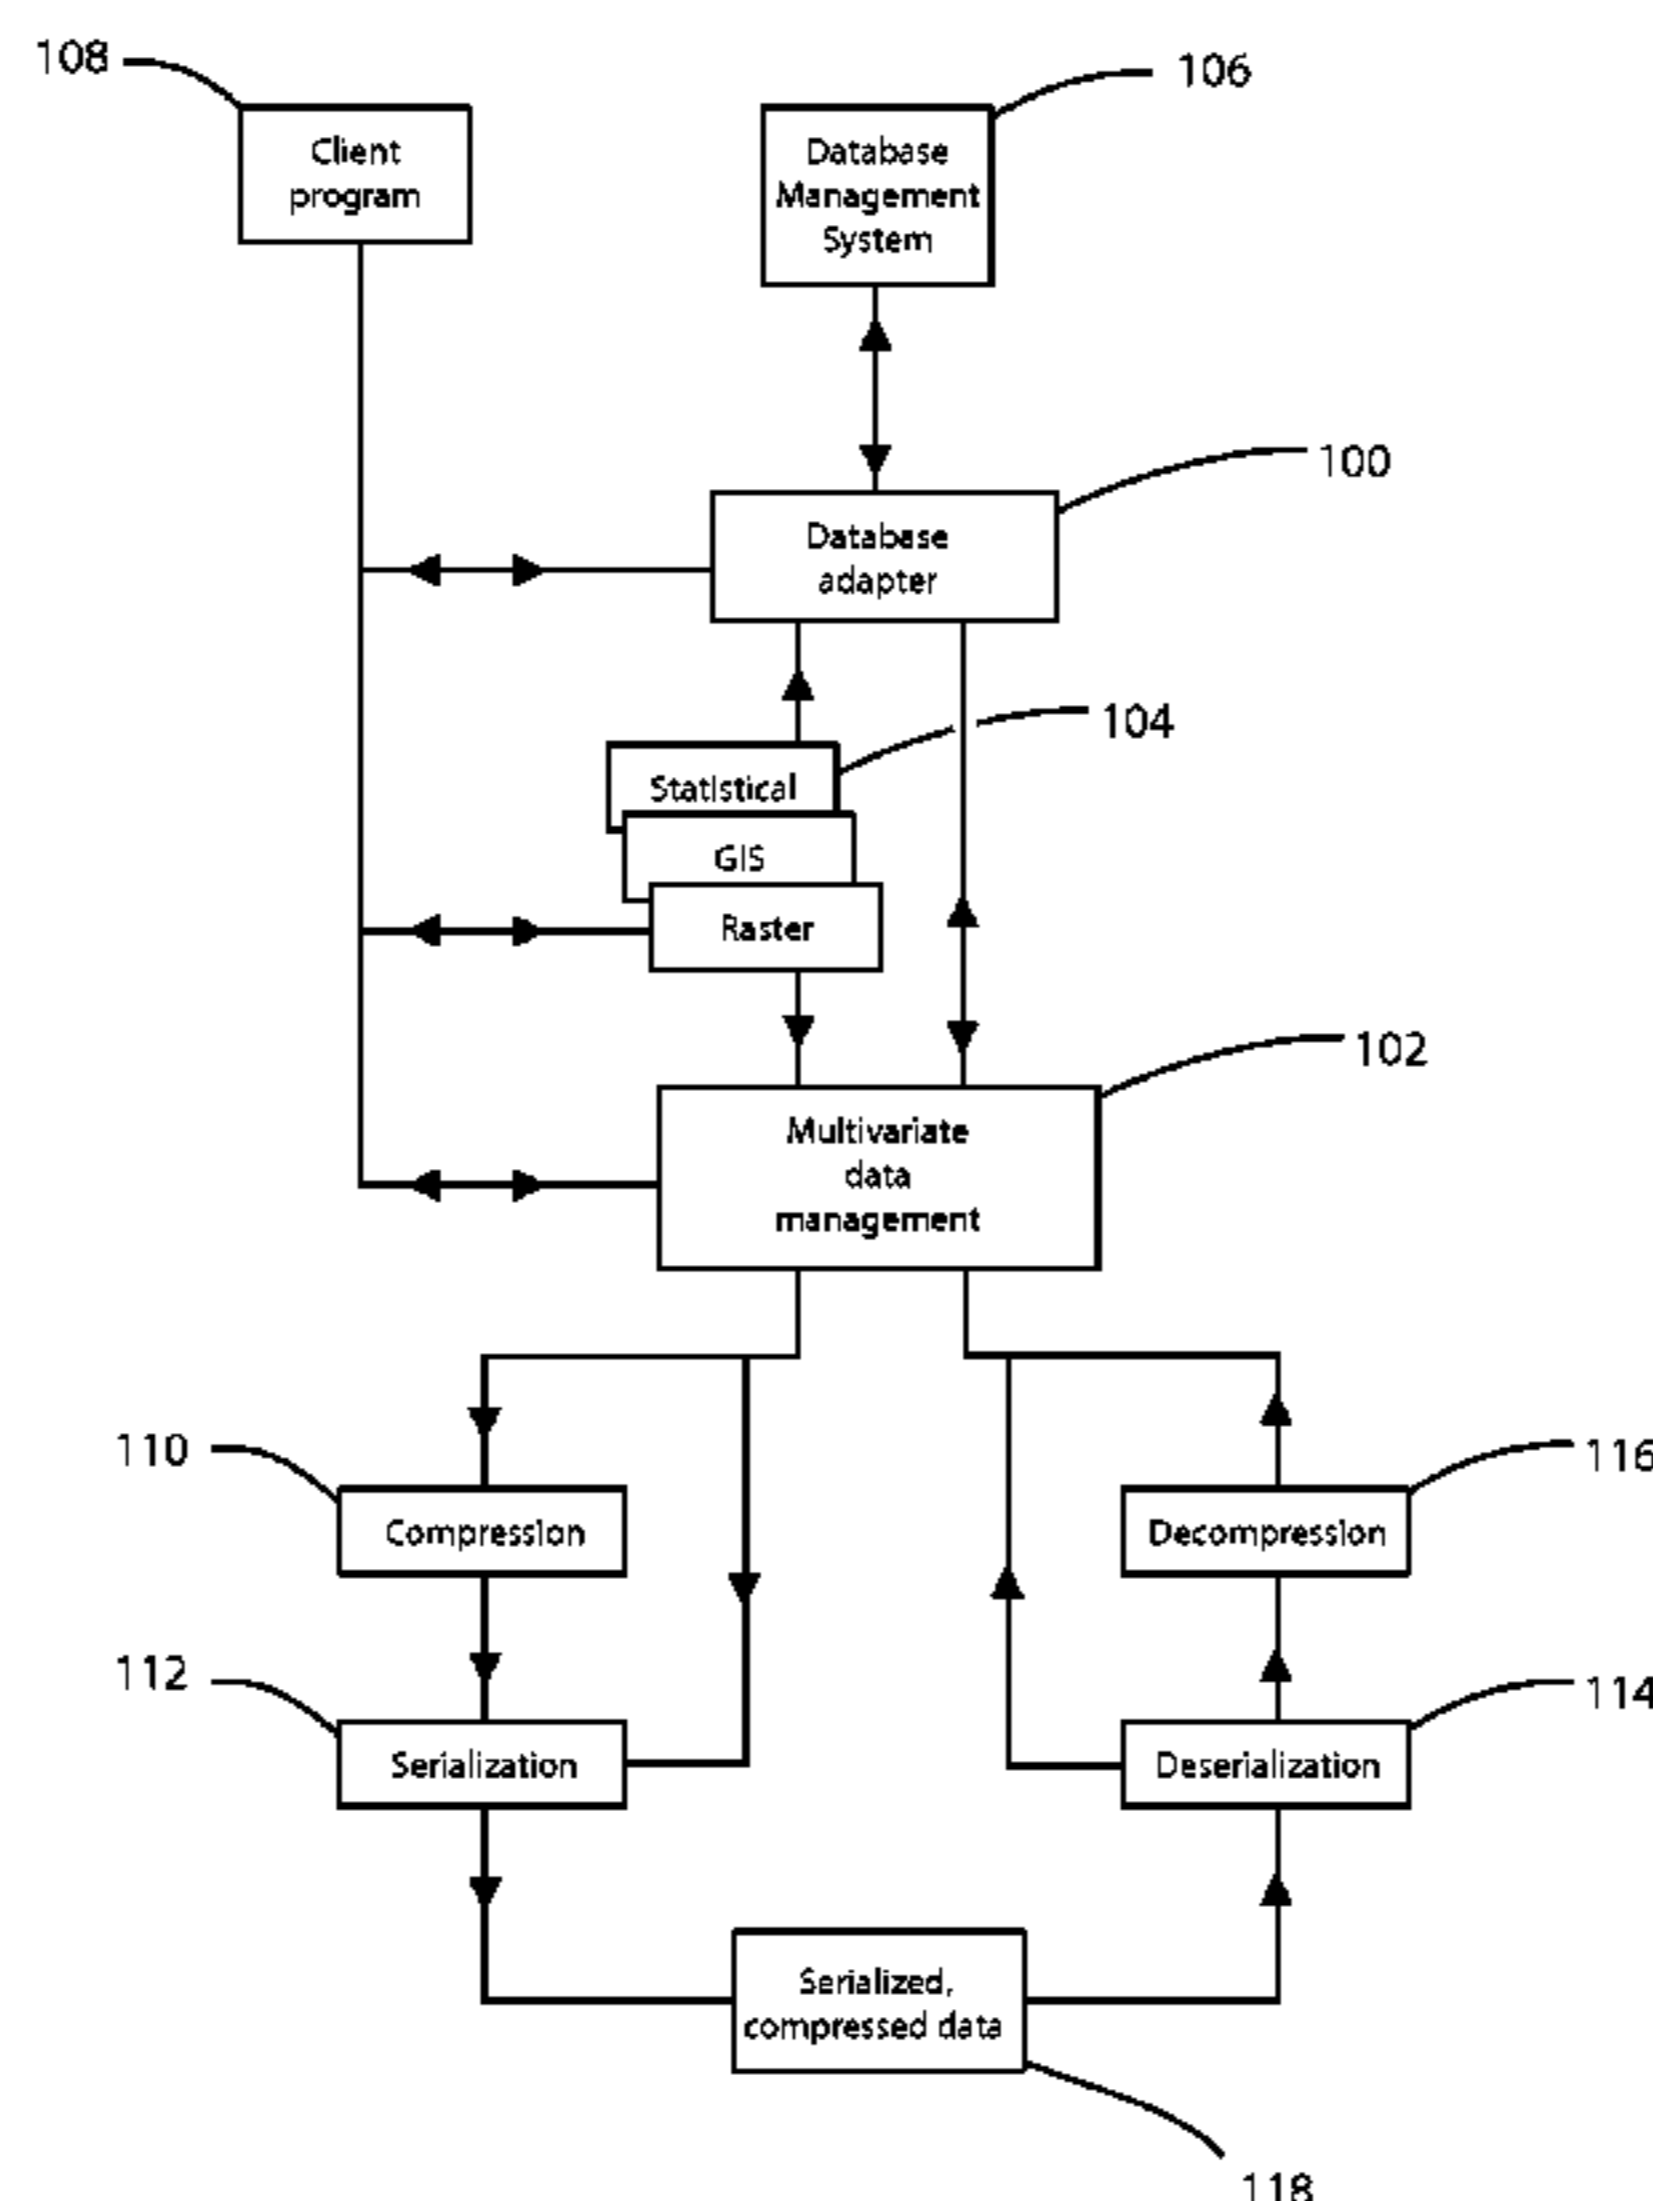 108
106
Client
program
Database
Management
System
100
Database
adapter
104
Statistical
GIS
Raster
102
Multivariate
data
management
110
116
Compression
Decompression
112
114
Serialization
Deserialization
Serialized,
compressed data
118